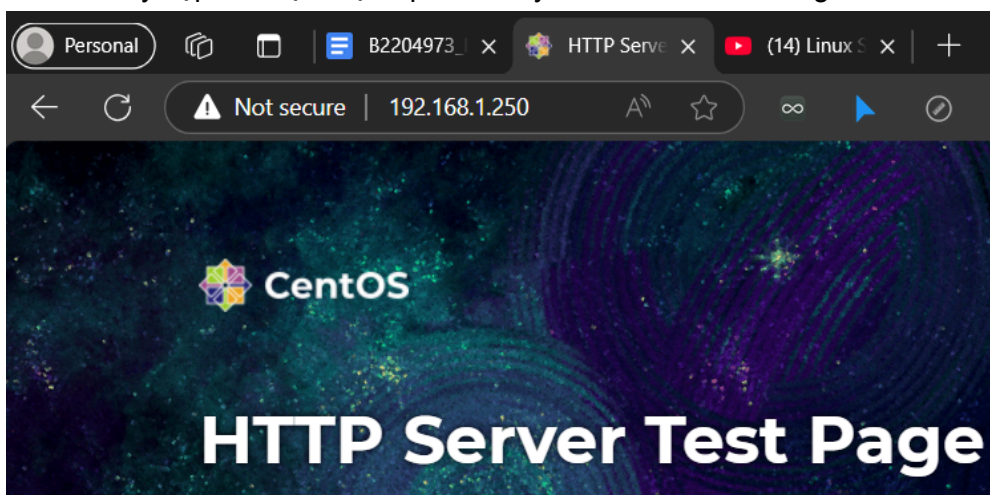 Personal
B2204973_
HTTP Serve
(14) Linux S
Not secure
192.168.1.250
CentOS
HTTP Server Test Page